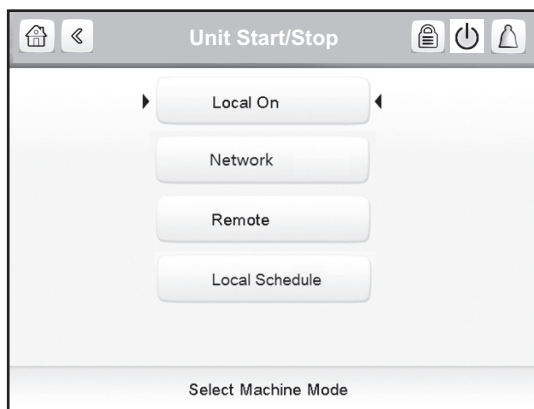 Unit Start/Stop
Local On
Network
Remote
Local Schedule
Select Machine Mode